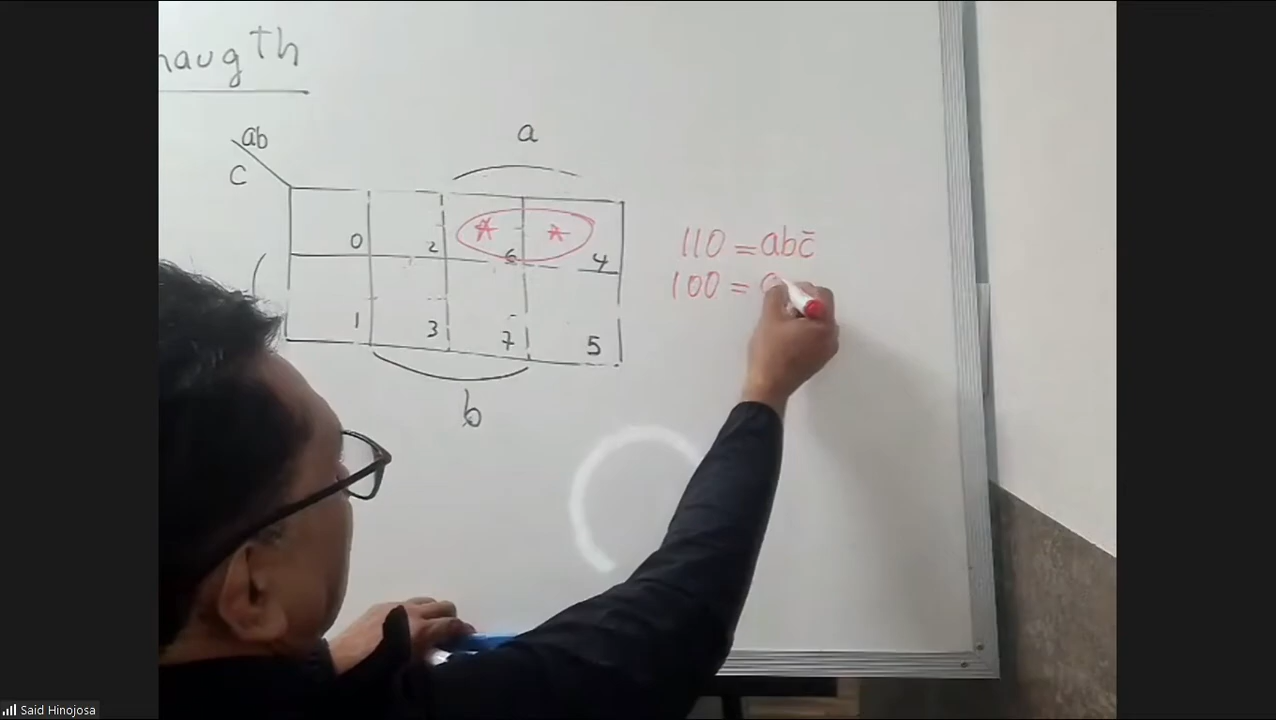 naugth
ab
c
a
0 2 6 4
1 3 7 5
b
110 = abc̄
100 =
Said Hinojosa